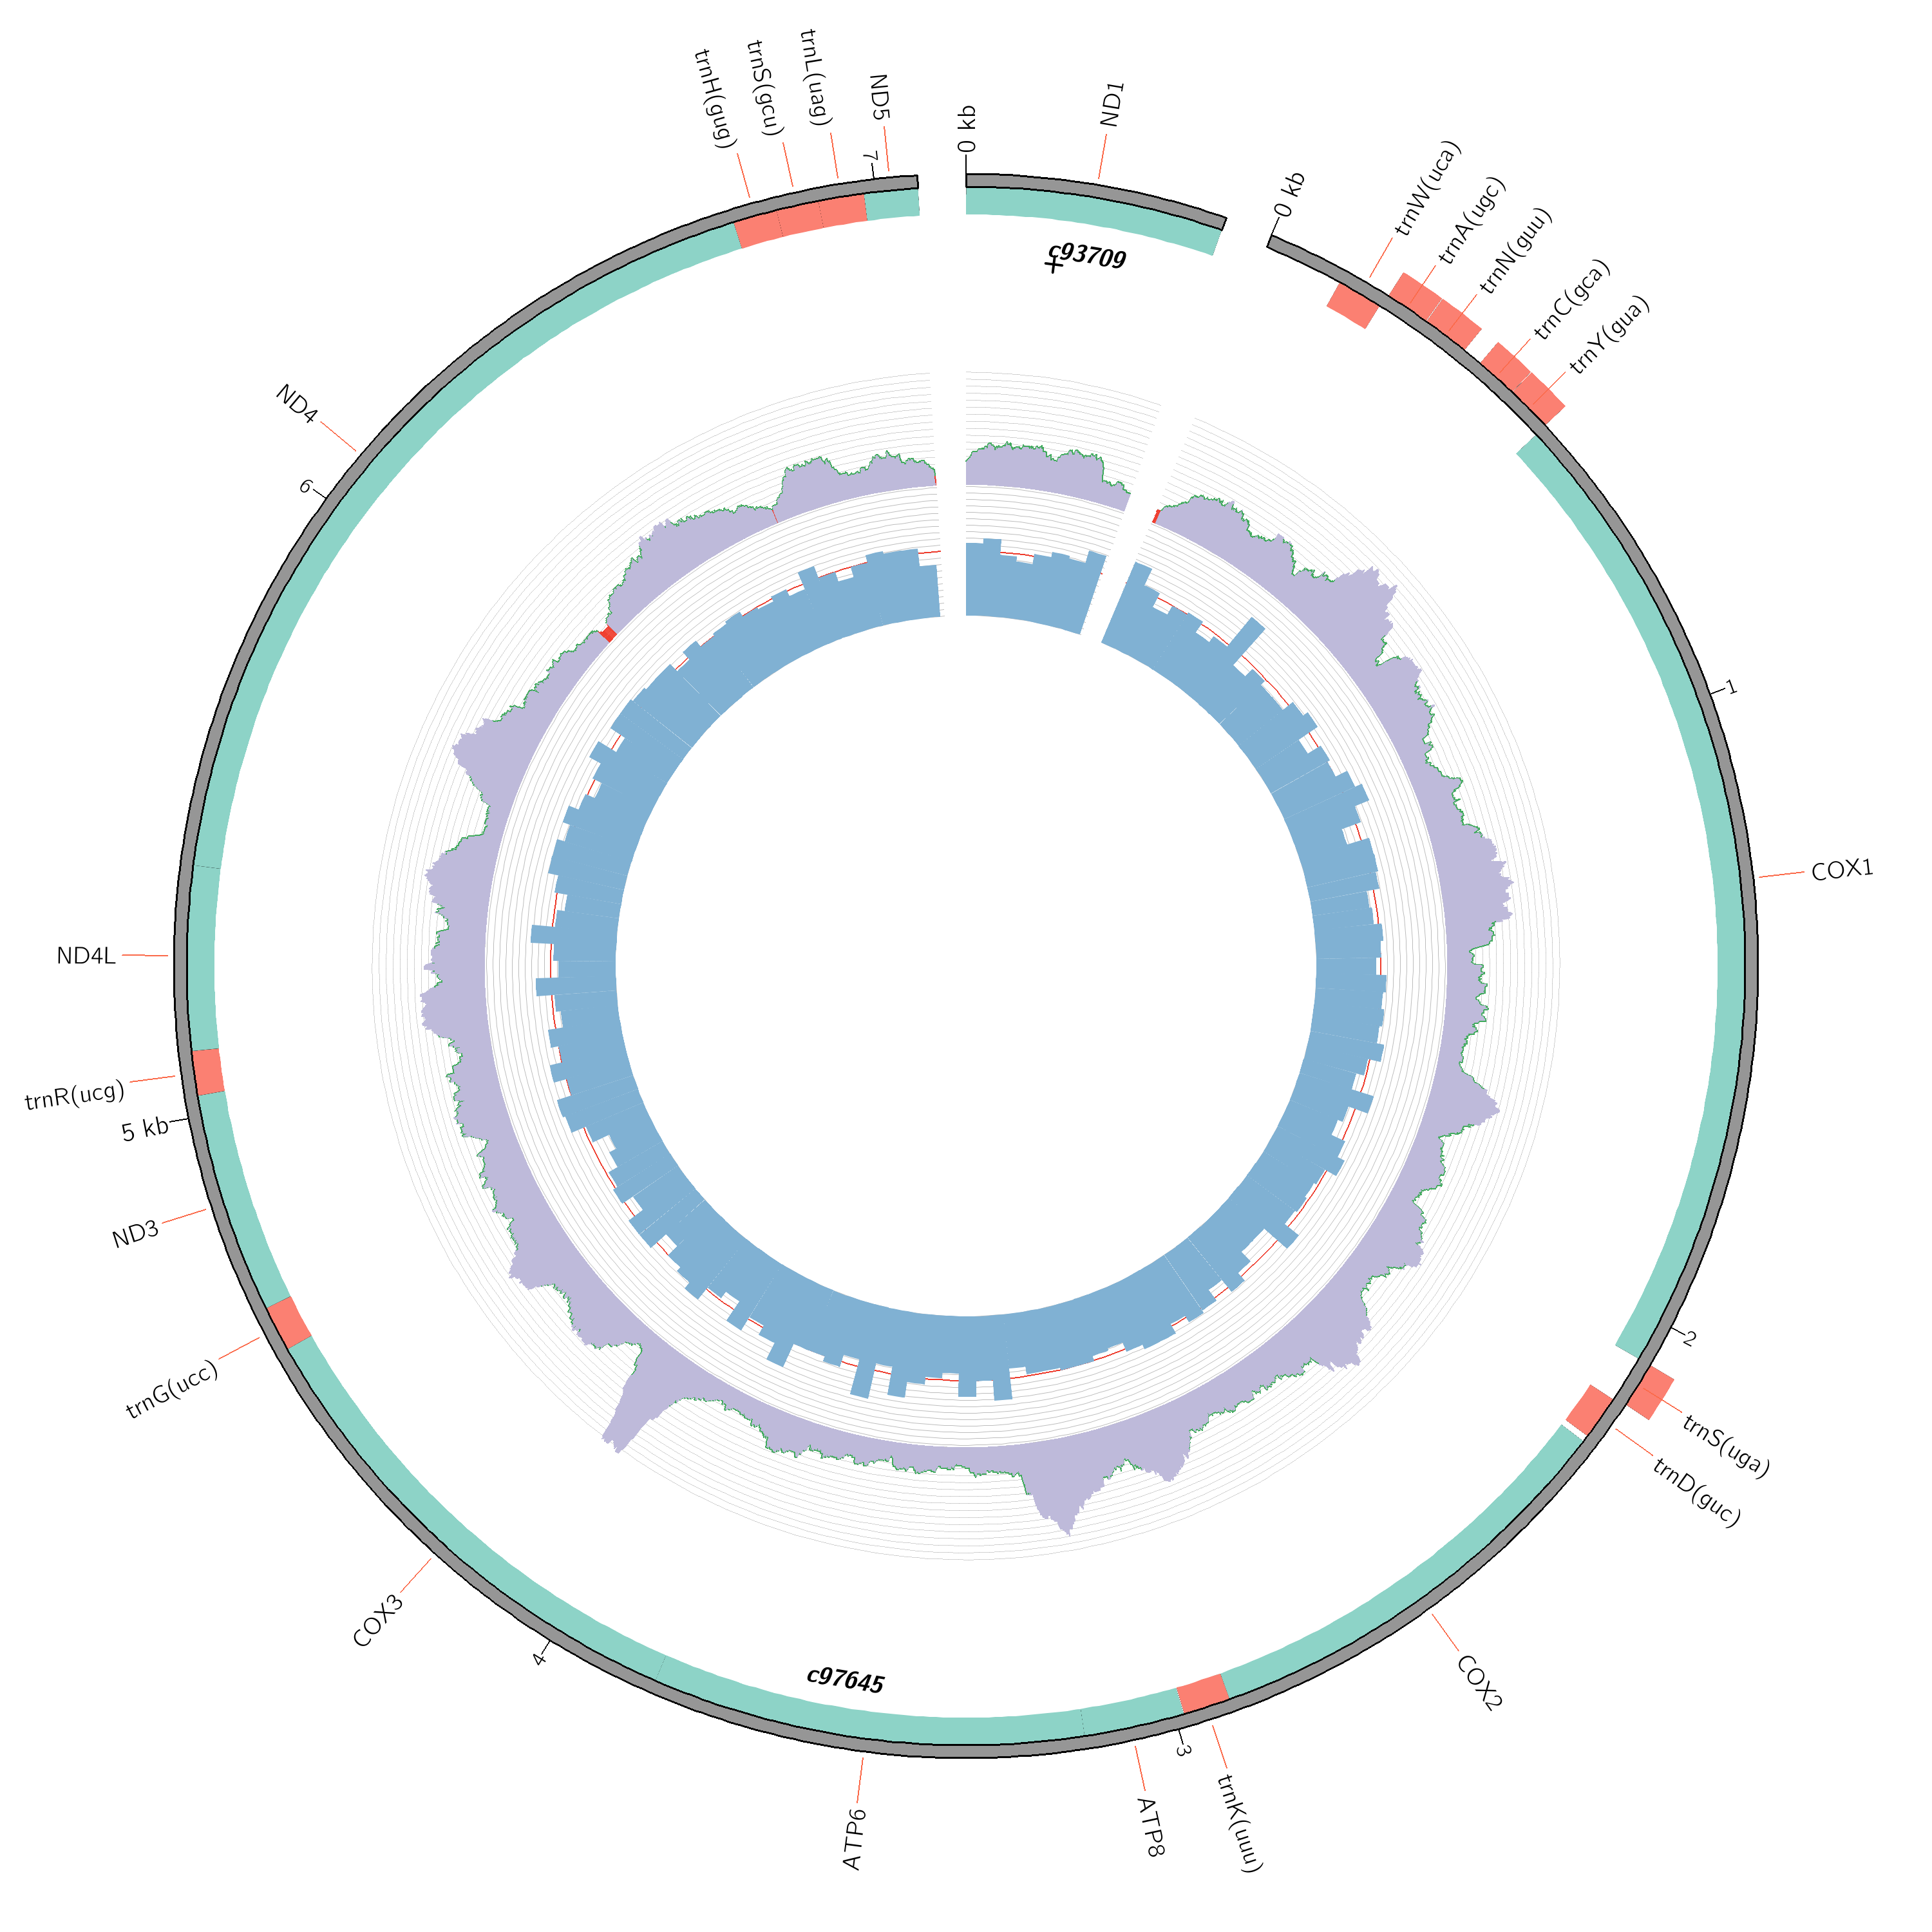 0 kb
ND1
c93709
+
0 kb
trnW(uca)
trnA(ugc)
trnN(guu)
trnC(gca)
trnY(gua)
1
COX1
2
trnS(uga)
trnD(guc)
COX2
trnK(uuu)
3
ATP8
ATP6
c97645
4
COX3
trnG(ucc)
ND3
5 kb
trnR(ucg)
ND4L
6
ND4
trnH(gug)
trnS(gcu)
trnL(uag)
7
ND5